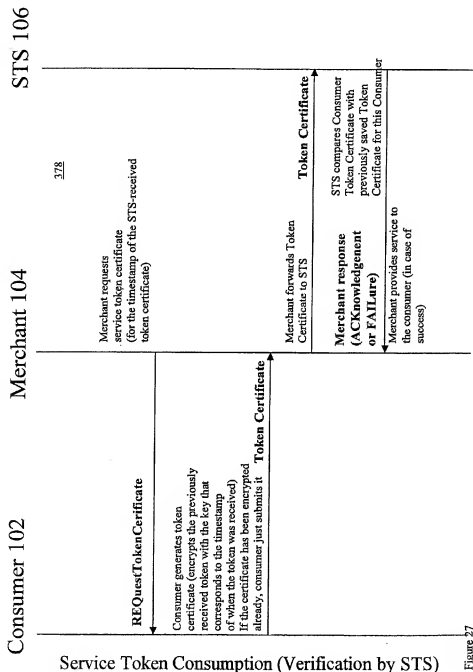 Consumer 102
Merchant 104
STS 106
378
Merchant requests
service token certificate
(for the timestamp of the STS-received
token certificate)
REQuestTokenCerificate
Consumer generates token
certificate (encrypts the previously
received token with the key that
corresponds to the timestamp
of when the token was received)
If the certificate has been encrypted
already, consumer just submits it
Token Certificate
Merchant forwards Token
Certificate to STS
Token Certificate
STS compares Consumer
Token Certificate with
previously saved Token
Certificate for this Consumer
Merchant response
(ACKnowledgenent
or FAILure)
Merchant provides service to
the consumer (in case of
success)
Service Token Consumption (Verification by STS)
Figure 27